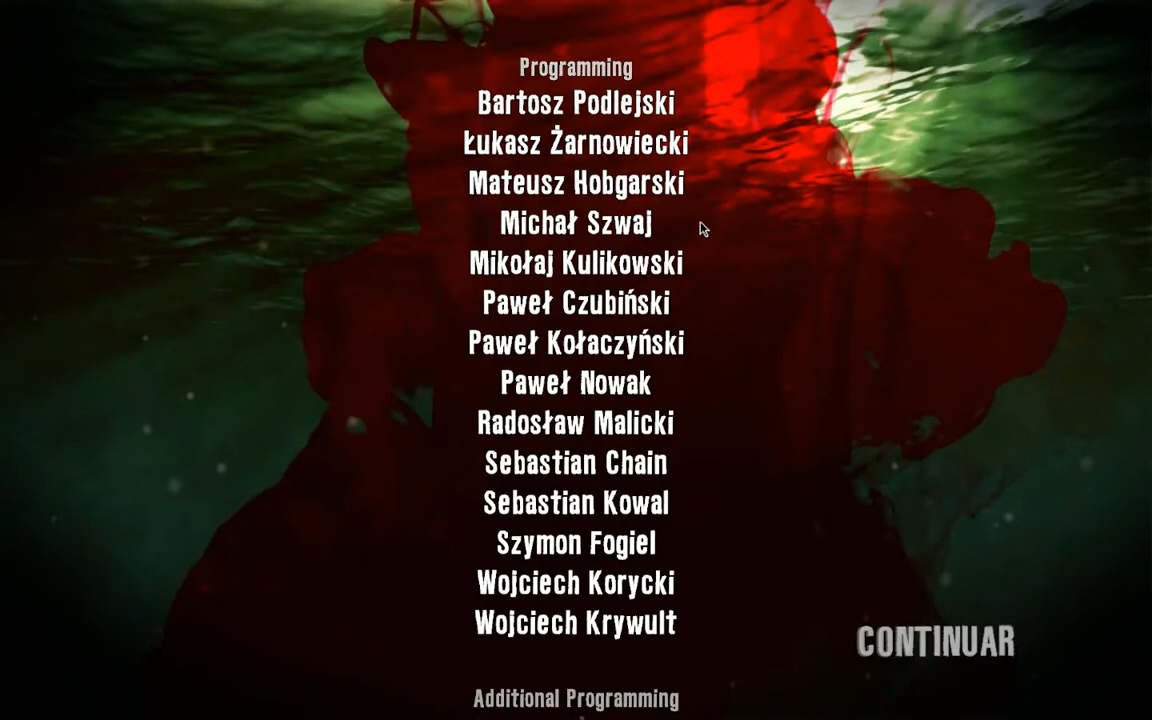 Programming
Bartosz Podlejski
Łukasz Żarnowiecki
Mateusz Hobgarski
Michał Szwaj
Mikołaj Kulikowski
Paweł Czubiński
Paweł Kołaczyński
Paweł Nowak
Radosław Malicki
Sebastian Chain
Sebastian Kowal
Szymon Fogiel
Wojciech Korycki
Wojciech Krywult
CONTINUAR
Additional Programming